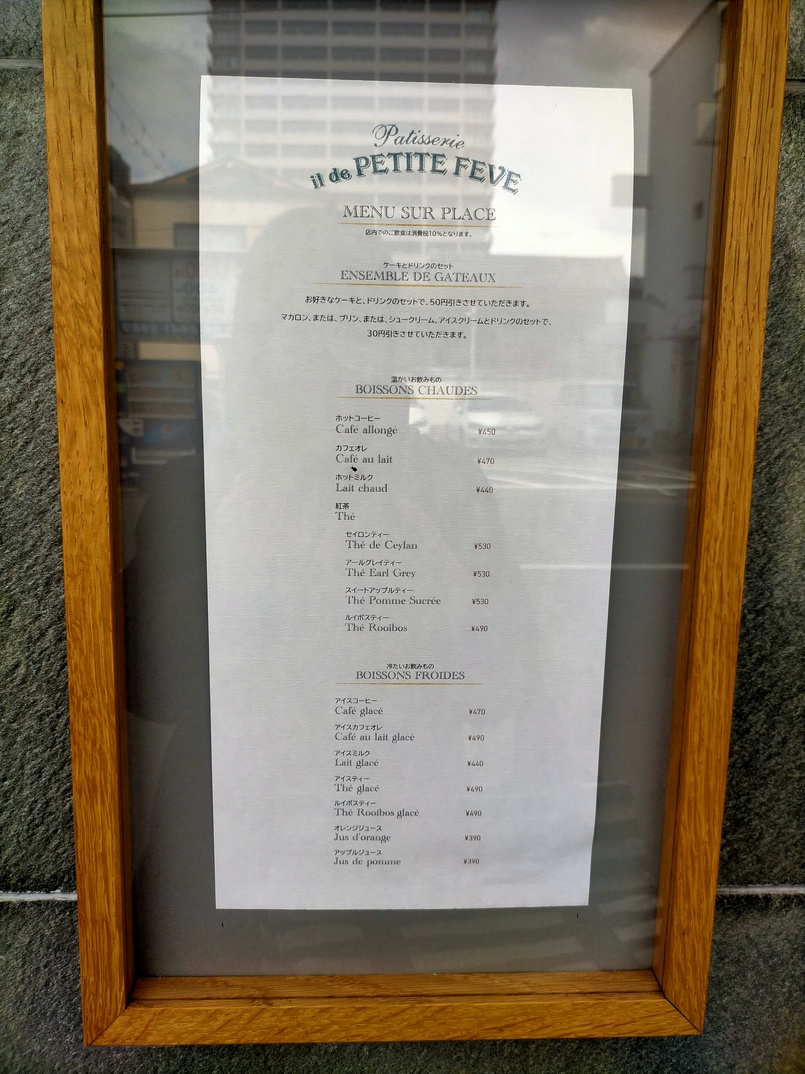 Patisserie
il de PETITE FEVE
MENU SUR PLACE
店内でのご飲食は消費税10%となります。
ケーキとドリンクのセット
ENSEMBLE DE GATEAUX
お好きなケーキと、ドリンクのセットで、50円引きさせていただきます。
マカロン、または、プリン、または、シュークリーム、アイスクリームとドリンクのセットで、
30円引きさせていただきます。
温かいお飲みもの
BOISSONS CHAUDES
ホットコーヒー
Café allongé ¥450
カフェオレ
Café au lait ¥470
ホットミルク
Lait chaud ¥440
紅茶
Thé
セイロンティー
Thé de Ceylan ¥530
アールグレイティー
Thé Earl Grey ¥530
スイートアップルティー
Thé Pomme Sucrée ¥530
ルイボスティー
Thé Rooibos ¥490
冷たいお飲みもの
BOISSONS FROIDES
アイスコーヒー
Café glacé ¥470
アイスカフェオレ
Café au lait glacé ¥490
アイスミルク
Lait glacé ¥440
アイスティー
Thé glacé ¥490
ルイボスティー
Thé Rooibos glacé ¥490
オレンジジュース
Jus d'orange ¥390
アップルジュース
Jus de pomme ¥390